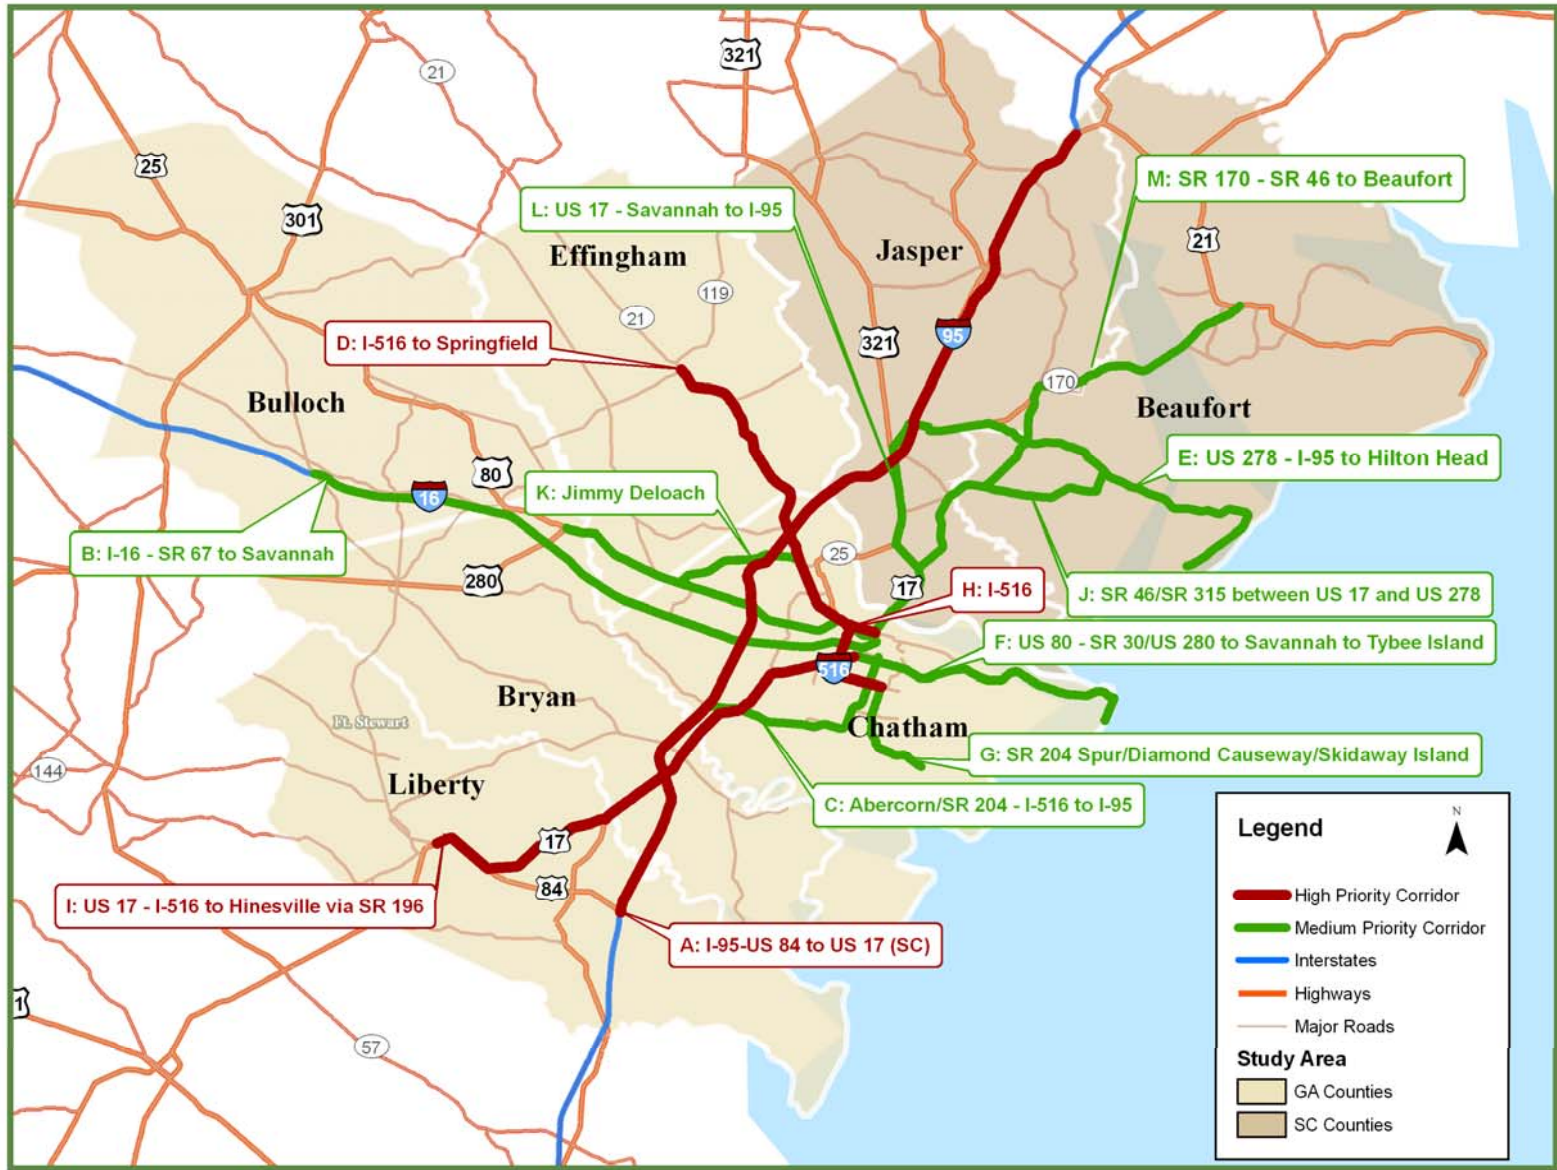 321
21
25
M: SR 170 - SR 46 to Beaufort
L: US 17 - Savannah to I-95
301
21
Effingham
Jasper
119
21
D: I-516 to Springfield
321
95
170
Bulloch
Beaufort
80
E: US 278 - I-95 to Hilton Head
K: Jimmy Deloach
16
B: I-16 - SR 67 to Savannah
25
280
17
H: I-516
J: SR 46/SR 315 between US 17 and US 278
F: US 80 - SR 30/US 280 to Savannah to Tybee Island
516
Bryan
Ft. Stewart
Chatham
G: SR 204 Spur/Diamond Causeway/Skidaway Island
144
Liberty
C: Abercorn/SR 204 - I-516 to I-95
17
84
I: US 17 - I-516 to Hinesville via SR 196
A: I-95-US 84 to US 17 (SC)
1
57
Legend
N
High Priority Corridor
Medium Priority Corridor
Interstates
Highways
Major Roads
Study Area
GA Counties
SC Counties